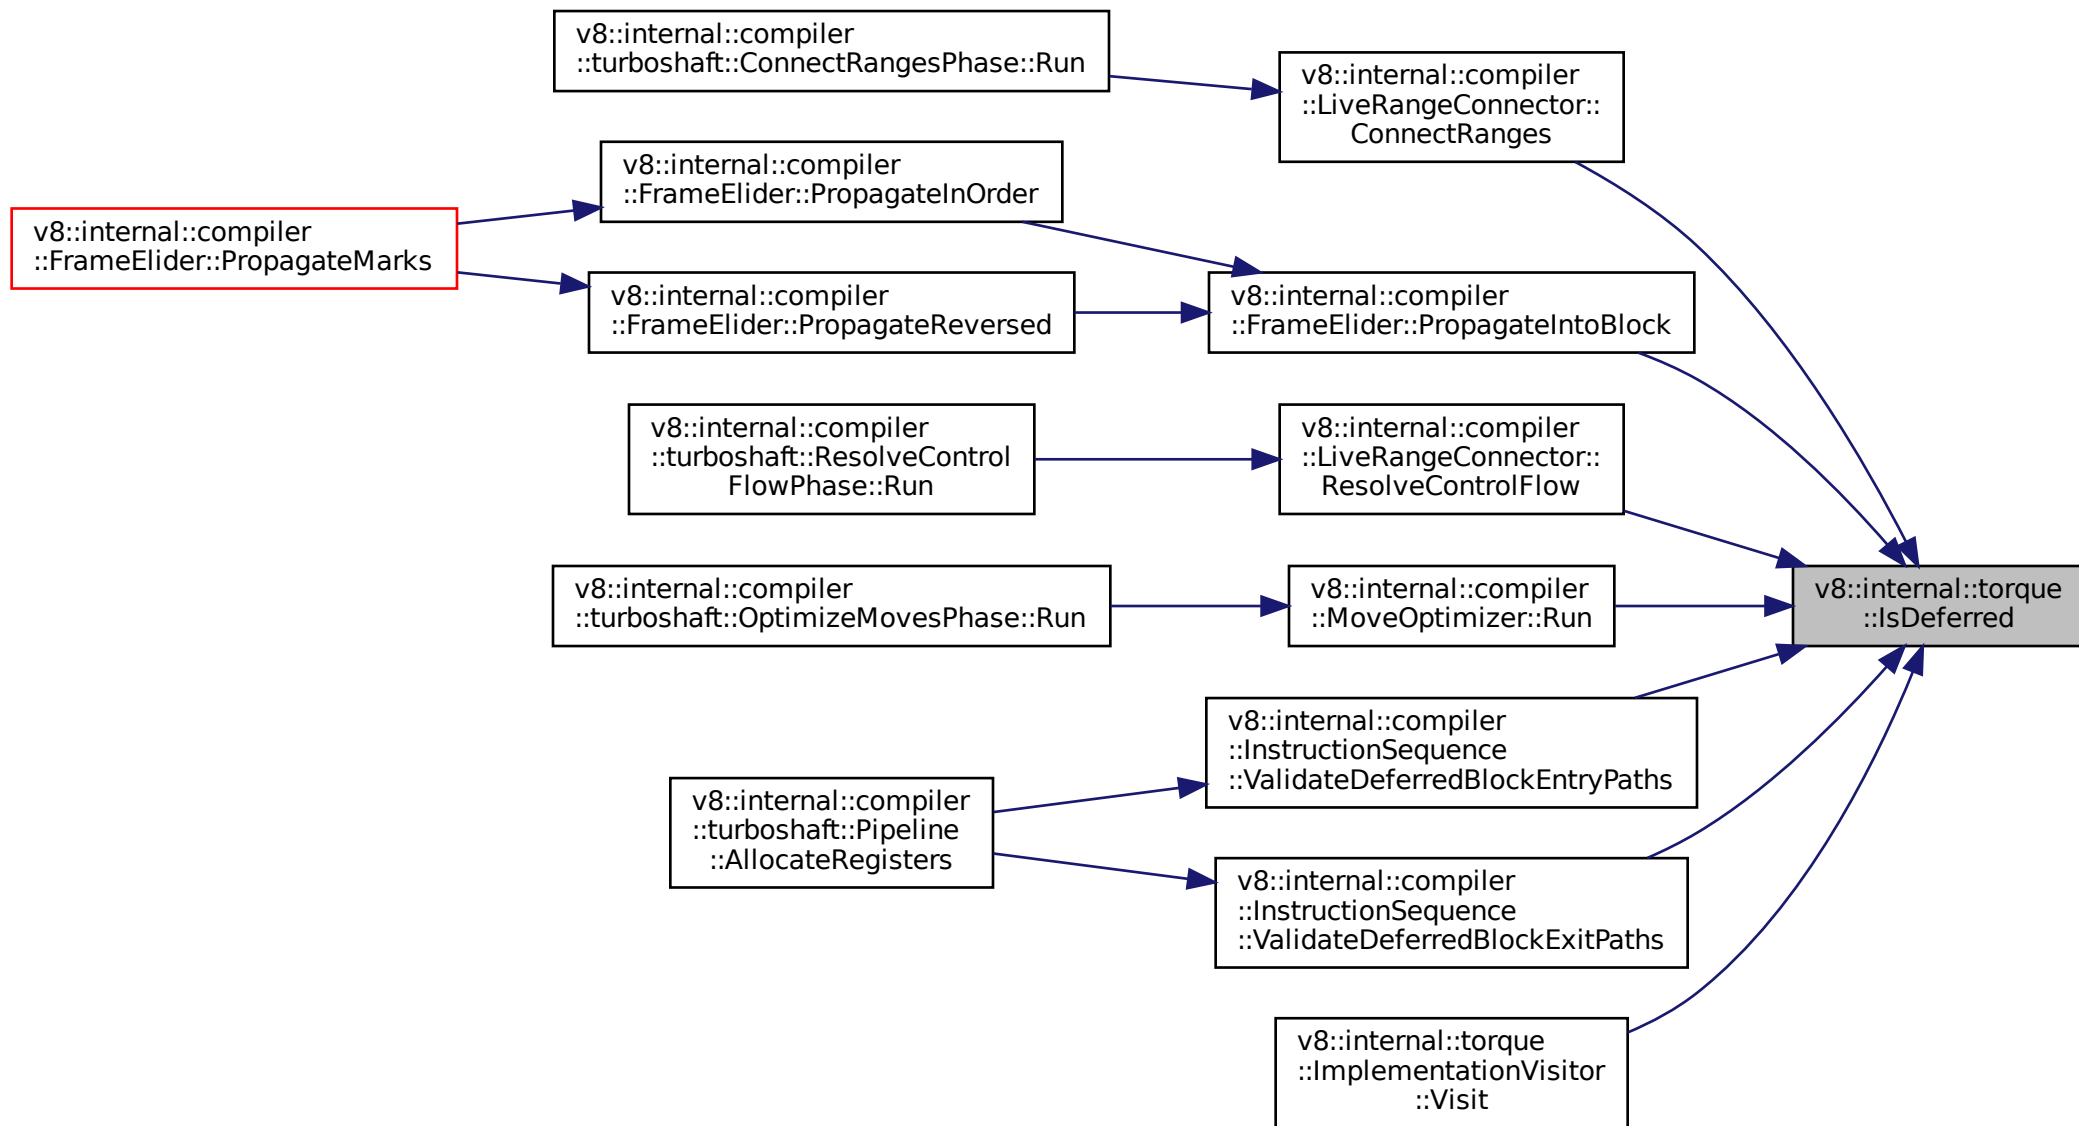 v8::internal::compiler
::turboshaft::ConnectRangesPhase::Run
v8::internal::compiler
::LiveRangeConnector::
ConnectRanges
v8::internal::compiler
::FrameElider::PropagateInOrder
v8::internal::compiler
::FrameElider::PropagateMarks
v8::internal::compiler
::FrameElider::PropagateReversed
v8::internal::compiler
::FrameElider::PropagateIntoBlock
v8::internal::compiler
::turboshaft::ResolveControl
FlowPhase::Run
v8::internal::compiler
::LiveRangeConnector::
ResolveControlFlow
v8::internal::compiler
::turboshaft::OptimizeMovesPhase::Run
v8::internal::compiler
::MoveOptimizer::Run
v8::internal::torque
::IsDeferred
v8::internal::compiler
::InstructionSequence
::ValidateDeferredBlockEntryPaths
v8::internal::compiler
::turboshaft::Pipeline
::AllocateRegisters
v8::internal::compiler
::InstructionSequence
::ValidateDeferredBlockExitPaths
v8::internal::torque
::ImplementationVisitor
::Visit